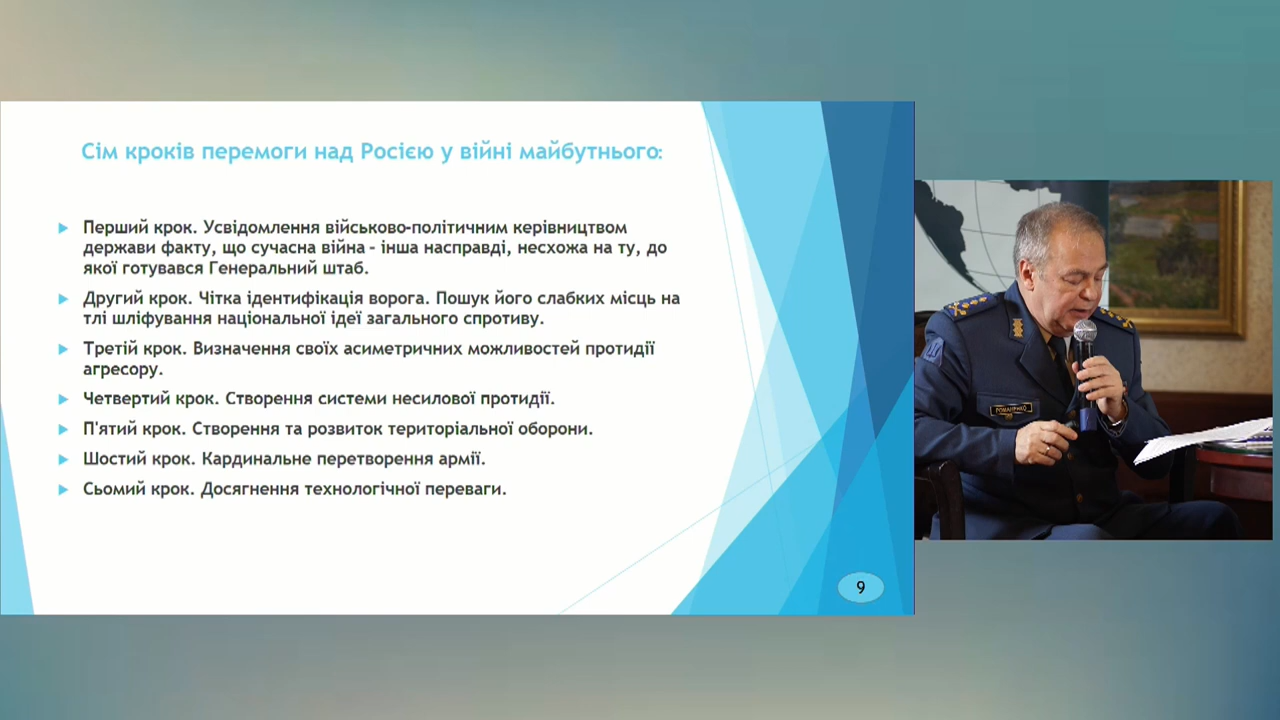 Сім кроків перемоги над Росією у війні майбутнього:
Перший крок. Усвідомлення військово-політичним керівництвом
держави факту, що сучасна війна - інша насправді, несхожа на ту, до
якої готувався Генеральний штаб.
Другий крок. Чітка ідентифікація ворога. Пошук його слабких місць на
тлі шліфування національної ідеї загального спротиву.
Третій крок. Визначення своїх асиметричних можливостей протидії
агресору.
Четвертий крок. Створення системи несилової протидії.
П'ятий крок. Створення та розвиток територіальної оборони.
Шостий крок. Кардинальне перетворення армії.
Сьомий крок. Досягнення технологічної переваги.
9
РОМАНЕНКО